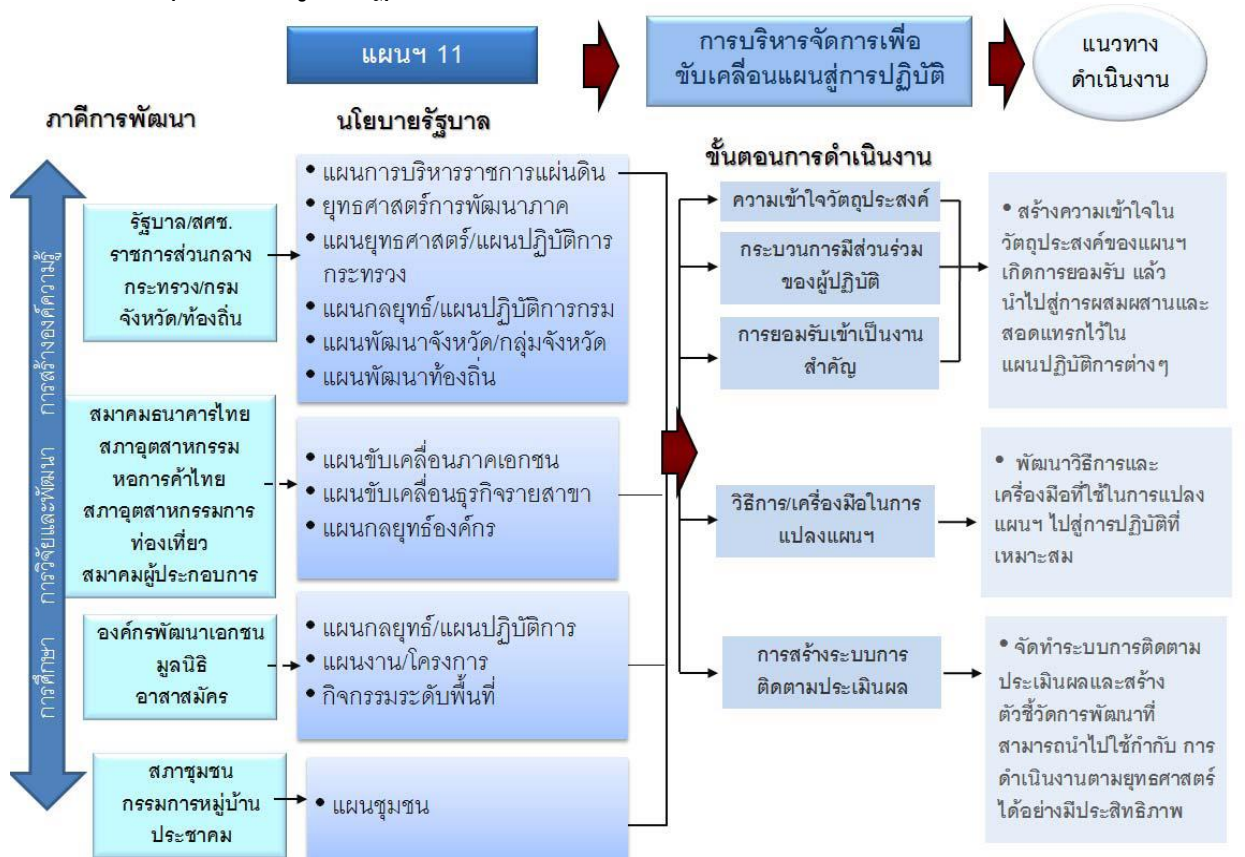 แผนฯ 11
การบริหารจัดการเพื่อ
ขับเคลื่อนแผนสู่การปฏิบัติ
แนวทาง
ดำเนินงาน
ภาคีการพัฒนา
นโยบายรัฐบาล
ขั้นตอนการดำเนินงาน
การศึกษา การวิจัยและพัฒนา การสร้างองค์ความรู้
รัฐบาล/สศช.
ราชการส่วนกลาง
กระทรวง/กรม
จังหวัด/ท้องถิ่น
• แผนการบริหารราชการแผ่นดิน
• ยุทธศาสตร์การพัฒนาภาค
• แผนยุทธศาสตร์/แผนปฏิบัติการ
กระทรวง
• แผนกลยุทธ์/แผนปฏิบัติการกรม
• แผนพัฒนาจังหวัด/กลุ่มจังหวัด
• แผนพัฒนาท้องถิ่น
สมาคมธนาคารไทย
สภาอุตสาหกรรม
หอการค้าไทย
สภาอุตสาหกรรมการ
ท่องเที่ยว
สมาคมผู้ประกอบการ
• แผนขับเคลื่อนภาคเอกชน
• แผนขับเคลื่อนธุรกิจรายสาขา
• แผนกลยุทธ์องค์กร
องค์กรพัฒนาเอกชน
มูลนิธิ
อาสาสมัคร
• แผนกลยุทธ์/แผนปฏิบัติการ
• แผนงาน/โครงการ
• กิจกรรมระดับพื้นที่
สภาชุมชน
กรรมการหมู่บ้าน
ประชาคม
• แผนชุมชน
ความเข้าใจวัตถุประสงค์
กระบวนการมีส่วนร่วม
ของผู้ปฏิบัติ
การยอมรับเข้าเป็นงาน
สำคัญ
• สร้างความเข้าใจใน
วัตถุประสงค์ของแผนฯ
เกิดการยอมรับ แล้ว
นำไปสู่การผสมผสานและ
สอดแทรกไว้ใน
แผนปฏิบัติการต่างๆ
วิธีการ/เครื่องมือในการ
แปลงแผนฯ
• พัฒนาวิธีการและ
เครื่องมือที่ใช้ในการแปลง
แผนฯ ไปสู่การปฏิบัติที่
เหมาะสม
การสร้างระบบการ
ติดตามประเมินผล
• จัดทำระบบการติดตาม
ประเมินผลและสร้าง
ตัวชี้วัดการพัฒนาที่
สามารถนำไปใช้กำกับ การ
ดำเนินงานตามยุทธศาสตร์
ได้อย่างมีประสิทธิภาพ